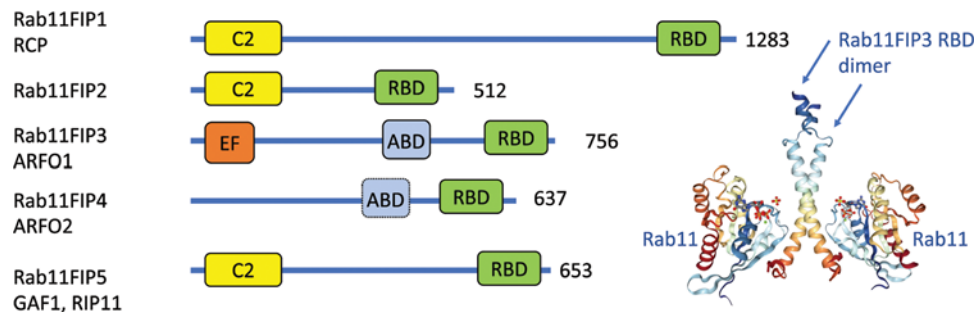 Rab11FIP1
RCP
C2
RBD
1283
Rab11FIP2
C2
RBD
512
Rab11FIP3
ARFO1
EF
ABD
RBD
756
Rab11FIP4
ARFO2
ABD
RBD
637
Rab11FIP5
GAF1, RIP11
C2
RBD
653
Rab11FIP3 RBD
dimer
Rab11
Rab11